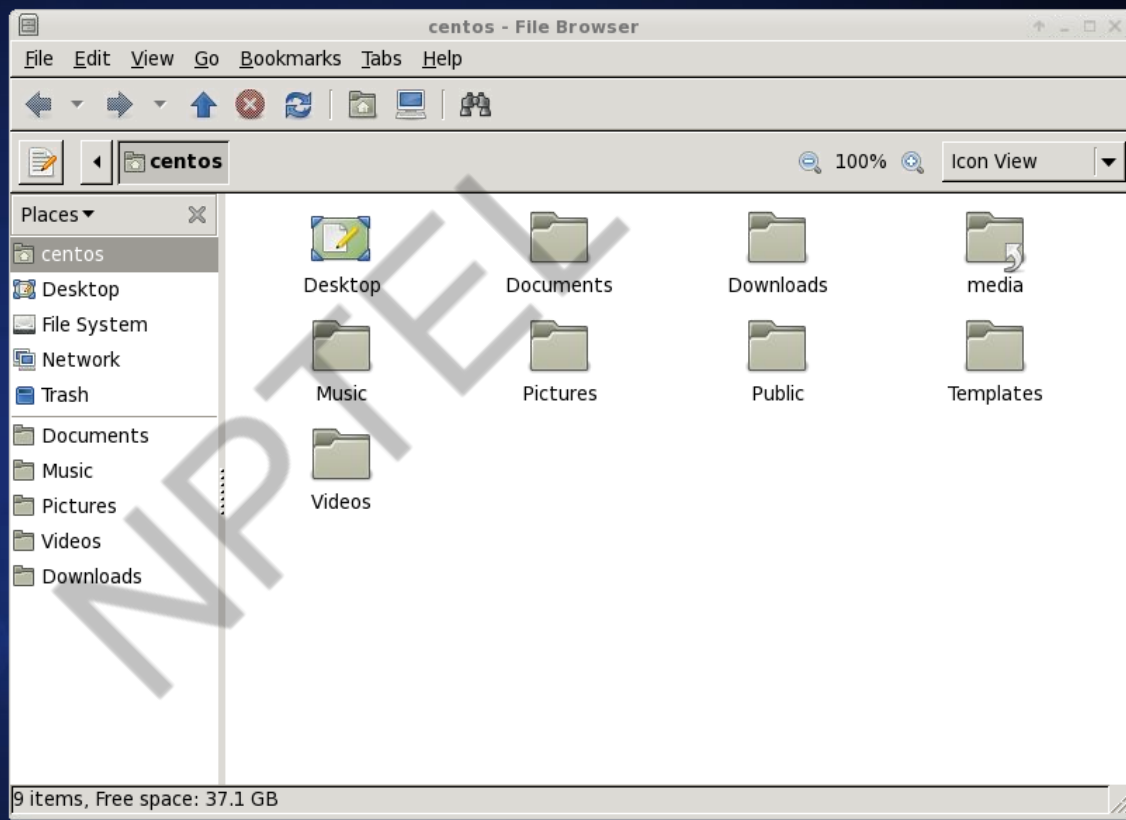 centos - File Browser
File Edit View Go Bookmarks Tabs Help
centos 100% Icon View
Places
centos
Desktop
File System
Network
Trash
Documents
Music
Pictures
Videos
Downloads
Desktop Documents Downloads media
Music Pictures Public Templates
Videos
NPTEL
9 items, Free space: 37.1 GB